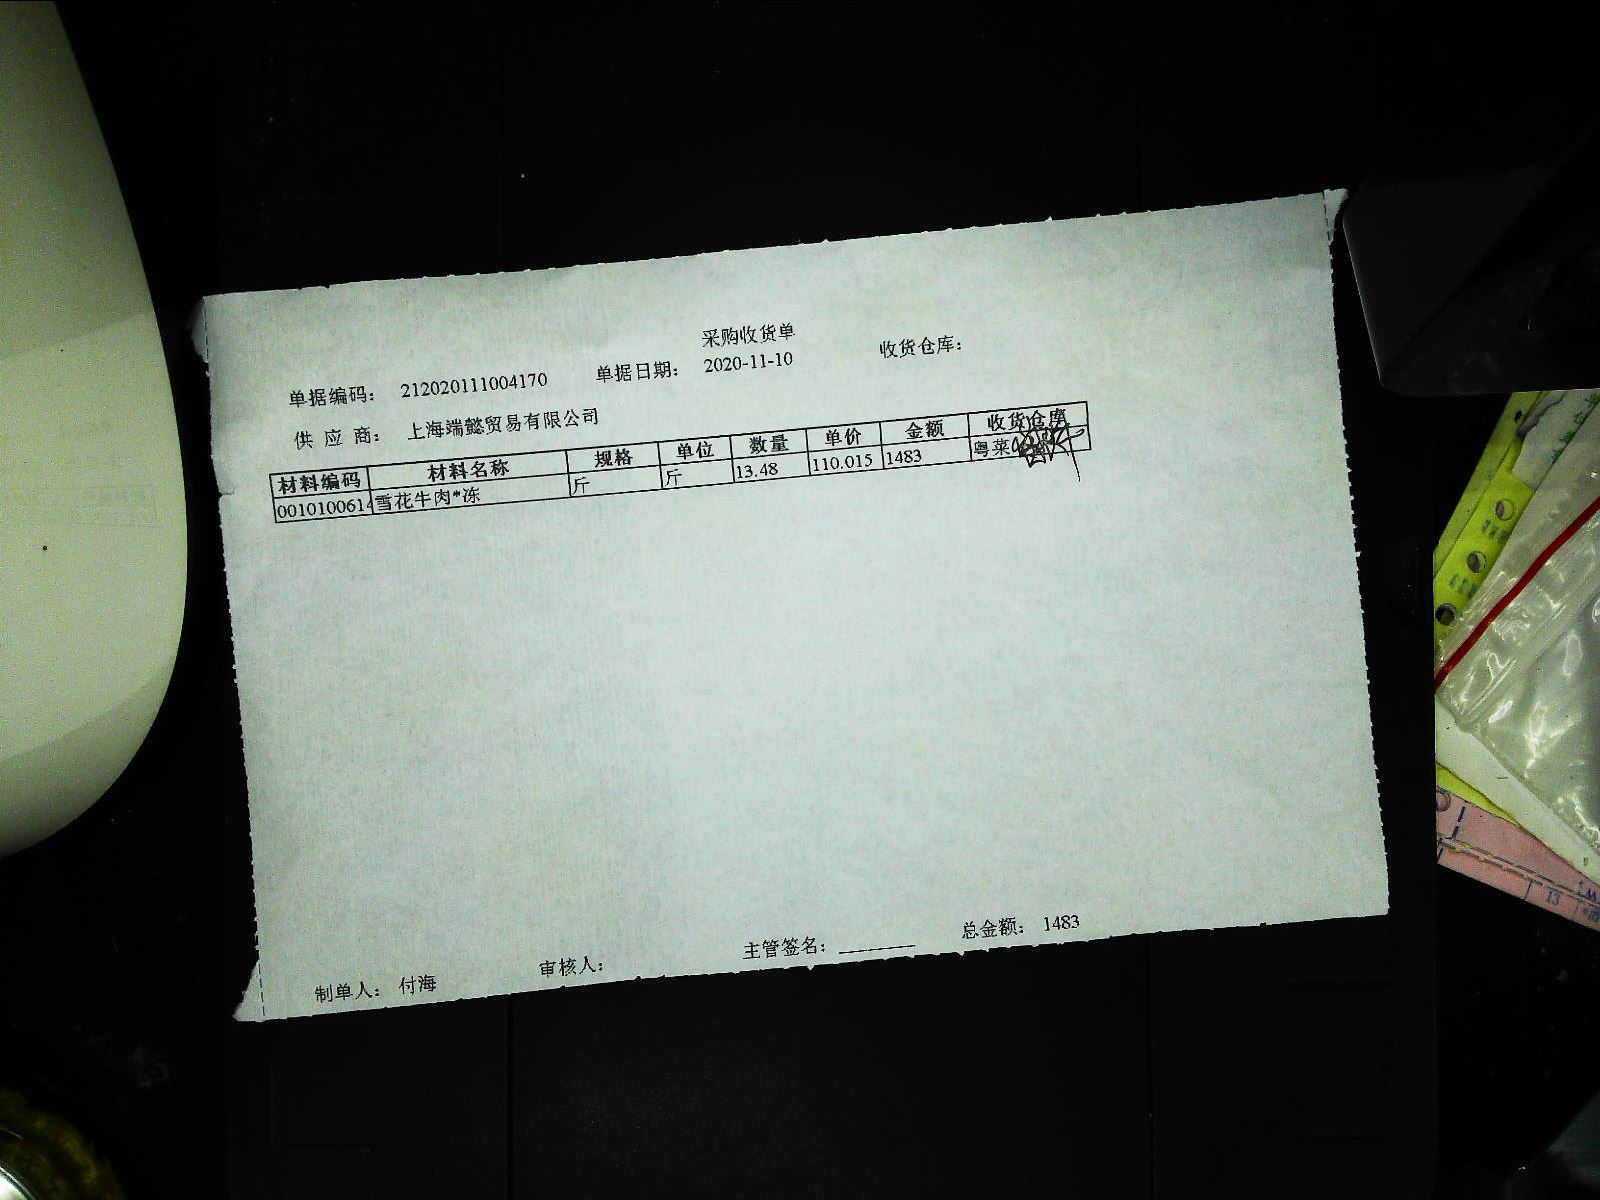 采购收货单
单据编码： 212020111004170 单据日期： 2020-11-10 收货仓库：
供 应 商： 上海端懿贸易有限公司
材料编码 材料名称 规格 单位 数量 单价 金额 收货仓库
0010100614 雪花牛肉*冻 斤 斤 13.48 110.015 1483 粤菜
制单人： 付海 审核人： 主管签名： ________ 总金额： 1483
13